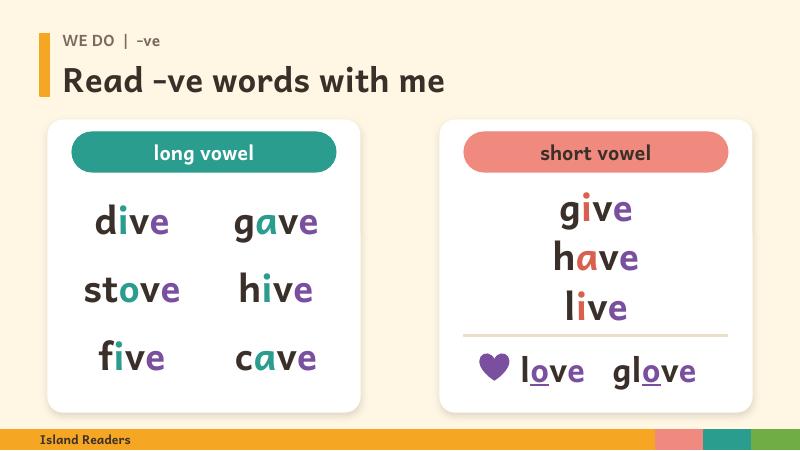 WE DO | -ve
Read -ve words with me
long vowel
dive gave
stove hive
five cave
short vowel
give
have
live
love glove
Island Readers